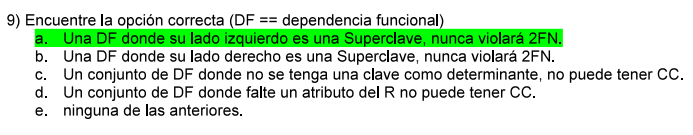 9) Encuentre la opción correcta (DF == dependencia funcional)
a. Una DF donde su lado izquierdo es una Superclave, nunca violará 2FN.
b. Una DF donde su lado derecho es una Superclave, nunca violará 2FN.
c. Un conjunto de DF donde no se tenga una clave como determinante, no puede tener CC.
d. Un conjunto de DF donde falte un atributo del R no puede tener CC.
e. ninguna de las anteriores.